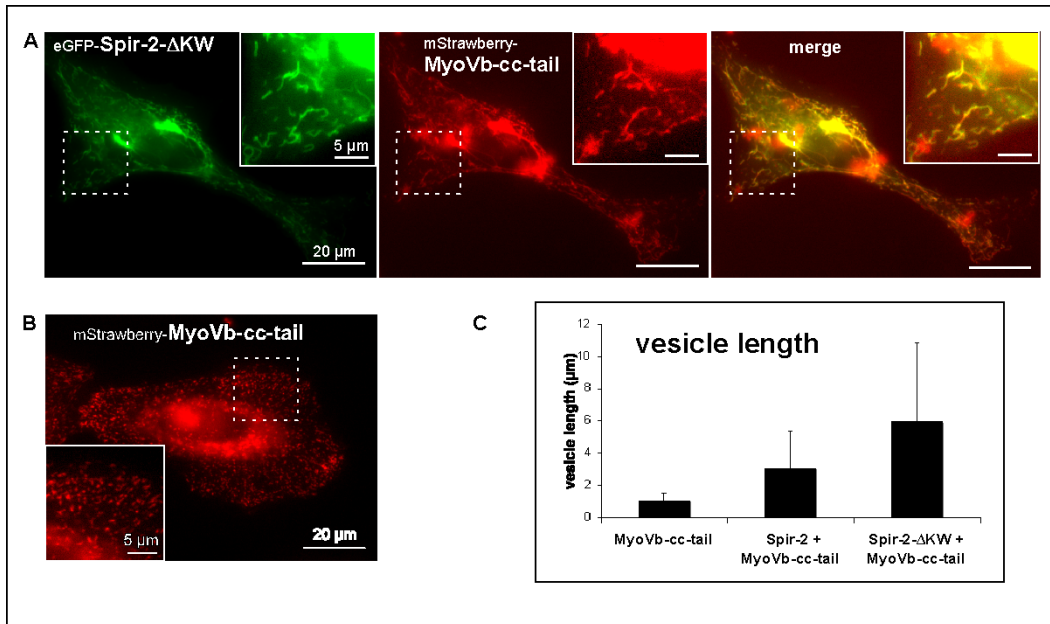 A
eGFP-Spir-2-ΔKW
5 µm
20 µm
mStrawberry-
MyoVb-cc-tail
merge
B
mStrawberry-MyoVb-cc-tail
5 µm
20 µm
C
vesicle length
vesicle length (µm)
12
10
8
6
4
2
0
MyoVb-cc-tail
Spir-2 +
MyoVb-cc-tail
Spir-2-ΔKW +
MyoVb-cc-tail